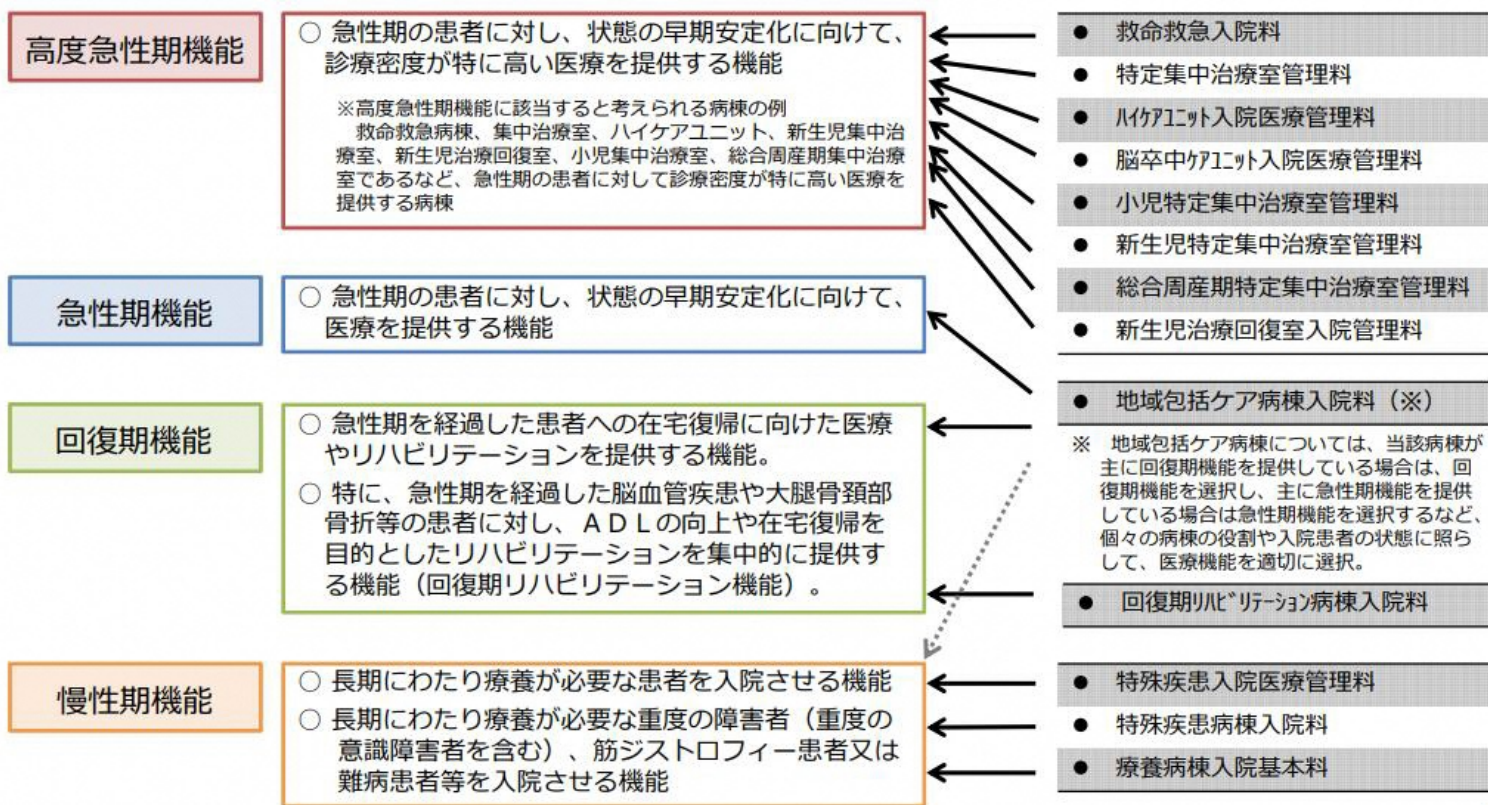 高度急性期機能
○ 急性期の患者に対し、状態の早期安定化に向けて、
診療密度が特に高い医療を提供する機能
※高度急性期機能に該当すると考えられる病棟の例
救命救急病棟、集中治療室、ハイケアユニット、新生児集中治
療室、新生児治療回復室、小児集中治療室、総合周産期集中治療
室であるなど、急性期の患者に対して診療密度が特に高い医療を
提供する病棟
急性期機能
○ 急性期の患者に対し、状態の早期安定化に向けて、
医療を提供する機能
回復期機能
○ 急性期を経過した患者への在宅復帰に向けた医療
やリハビリテーションを提供する機能。
○ 特に、急性期を経過した脳血管疾患や大腿骨頚部
骨折等の患者に対し、ＡＤＬの向上や在宅復帰を
目的としたリハビリテーションを集中的に提供す
る機能（回復期リハビリテーション機能）。
慢性期機能
○ 長期にわたり療養が必要な患者を入院させる機能
○ 長期にわたり療養が必要な重度の障害者（重度の
意識障害者を含む）、筋ジストロフィー患者又は
難病患者等を入院させる機能
● 救命救急入院料
● 特定集中治療室管理料
● ﾊｲｹｱﾕﾆｯﾄ入院医療管理料
● 脳卒中ｹｱﾕﾆｯﾄ入院医療管理料
● 小児特定集中治療室管理料
● 新生児特定集中治療室管理料
● 総合周産期特定集中治療室管理料
● 新生児治療回復室入院管理料
● 地域包括ケア病棟入院料（※）
※ 地域包括ケア病棟については、当該病棟が
主に回復期機能を提供している場合は、回
復期機能を選択し、主に急性期機能を提供
している場合は急性期機能を選択するなど、
個々の病棟の役割や入院患者の状態に照ら
して、医療機能を適切に選択。
● 回復期ﾘﾊﾋﾞﾘﾃｰｼｮﾝ病棟入院料
● 特殊疾患入院医療管理料
● 特殊疾患病棟入院料
● 療養病棟入院基本料